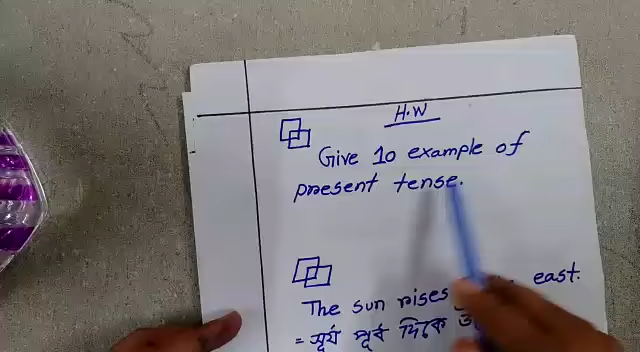 H.W
Give 10 example of
present tense.
The sun rises east.
= সূর্য পূর্ব দিকে